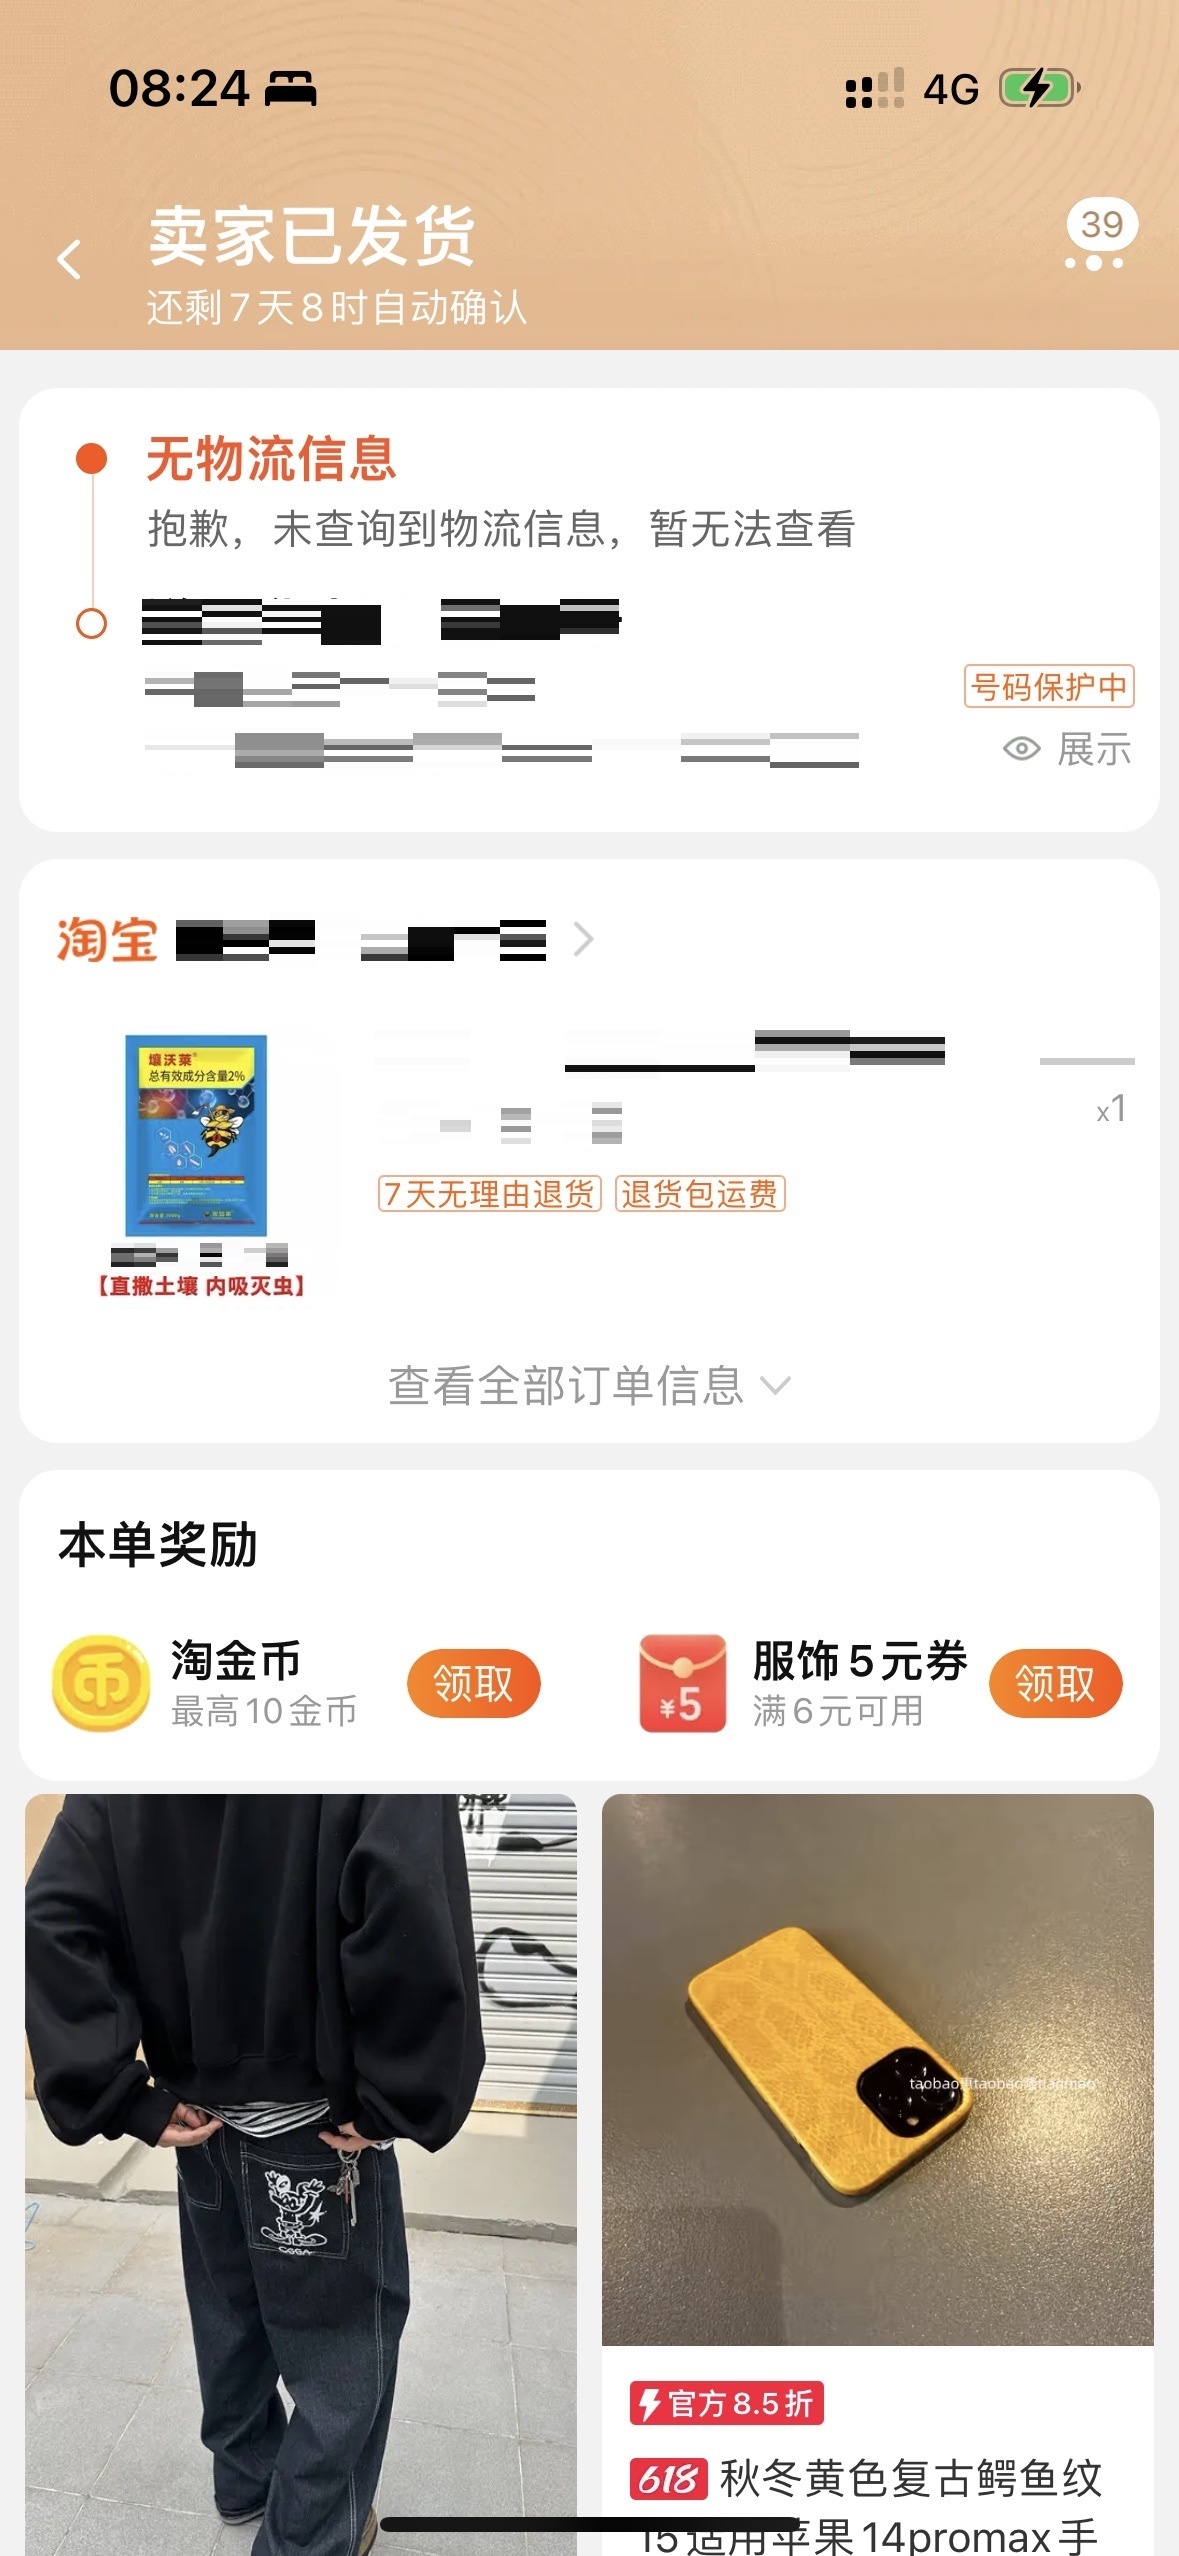 08:24
4G
卖家已发货
39
还剩7天8时自动确认
无物流信息
抱歉，未查询到物流信息，暂无法查看
号码保护中
展示
淘宝
壤沃莱
总有效成分含量2%
x1
7天无理由退货 退货包运费
【直撒土壤 内吸灭虫】
查看全部订单信息
本单奖励
淘金币
最高10金币
领取
¥5
服饰5元券
满6元可用
领取
taobao
官方8.5折
618 秋冬黄色复古鳄鱼纹
15适用苹果14promax手